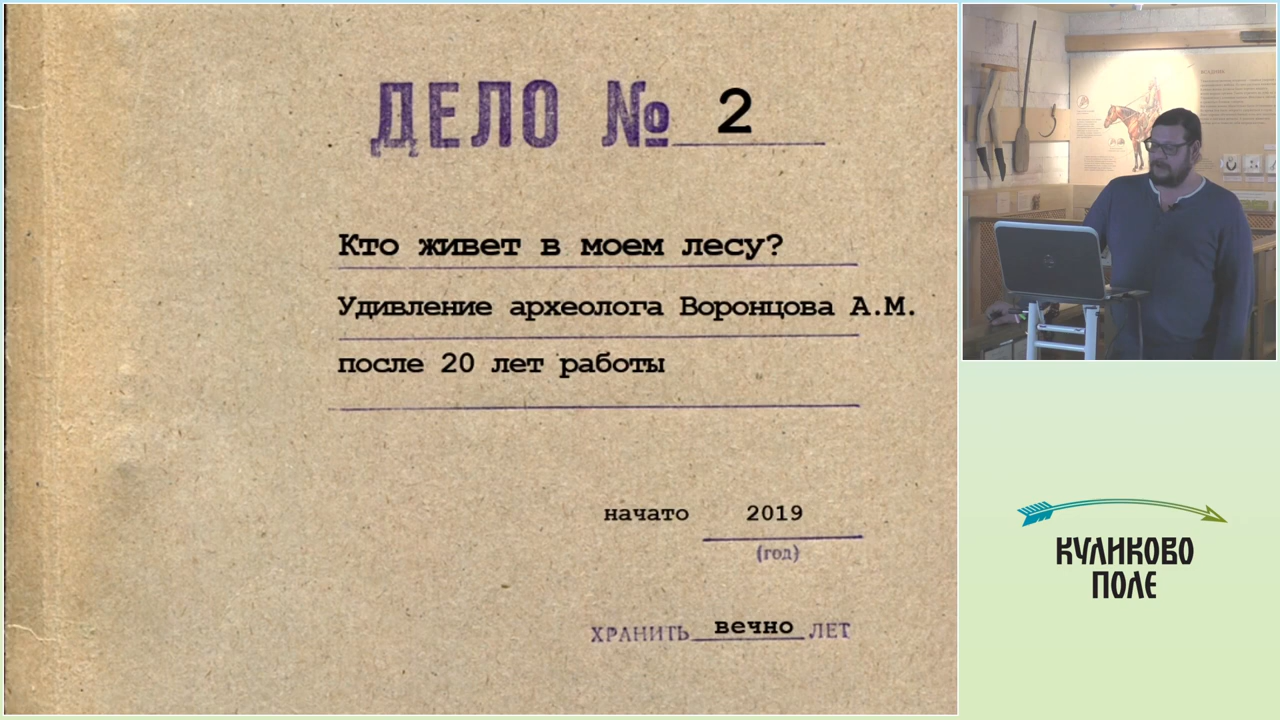 ДЕЛО № 2
Кто живет в моем лесу?
Удивление археолога Воронцова А.М.
после 20 лет работы
начато 2019
(год)
ХРАНИТЬ вечно ЛЕТ
КУЛИКОВО
ПОЛЕ